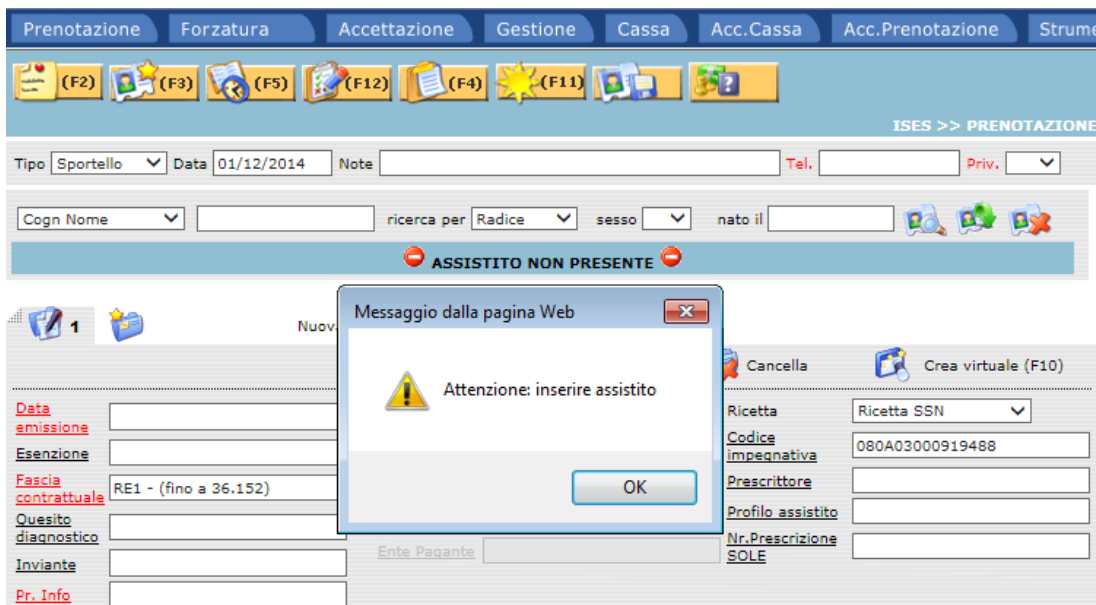 Prenotazione Forzatura Accettazione Gestione Cassa Acc.Cassa Acc.Prenotazione Strume
(F2) (F3) (F5) (F12) (F4) (F11)
ISES >> PRENOTAZIONE
Tipo Sportello Data 01/12/2014 Note Tel. Priv.
Cogn Nome ricerca per Radice sesso nato il
ASSISTITO NON PRESENTE
1 Nuov
Messaggio dalla pagina Web
Attenzione: inserire assistito
OK
Cancella Crea virtuale (F10)
Data emissione
Esenzione
Fascia contrattuale RE1 - (fino a 36.152)
Quesito diagnostico
Inviante
Pr. Info
Ente Pagante
Ricetta Ricetta SSN
Codice impegnativa 080A03000919488
Prescrittore
Profilo assistito
Nr.Prescrizione SOLE